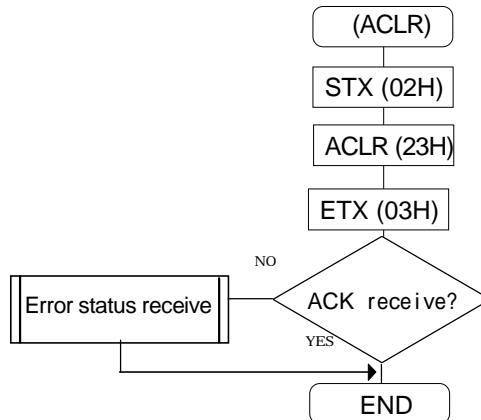 (ACLR)
STX (02H)
ACLR (23H)
ETX (03H)
NO
Error status receive
ACK receive?
YES
END